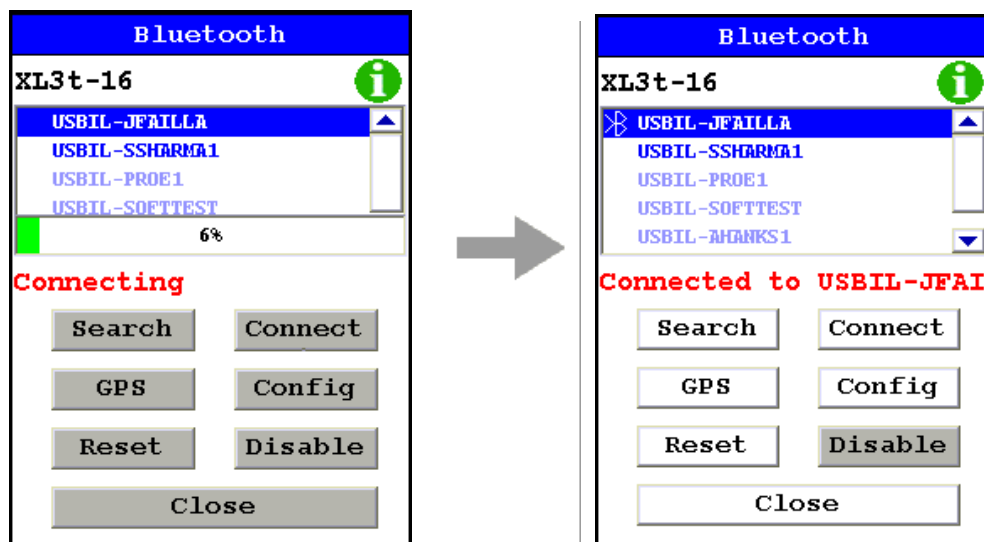 Bluetooth
XL3t-16
USBIL-JFAILLA
USBIL-SSHARMA1
USBIL-PROE1
USBIL-SOFTTEST
6%
Connecting
Search Connect
GPS Config
Reset Disable
Close
Bluetooth
XL3t-16
USBIL-JFAILLA
USBIL-SSHARMA1
USBIL-PROE1
USBIL-SOFTTEST
USBIL-AHANKS1
Connected to USBIL-JFAI
Search Connect
GPS Config
Reset Disable
Close